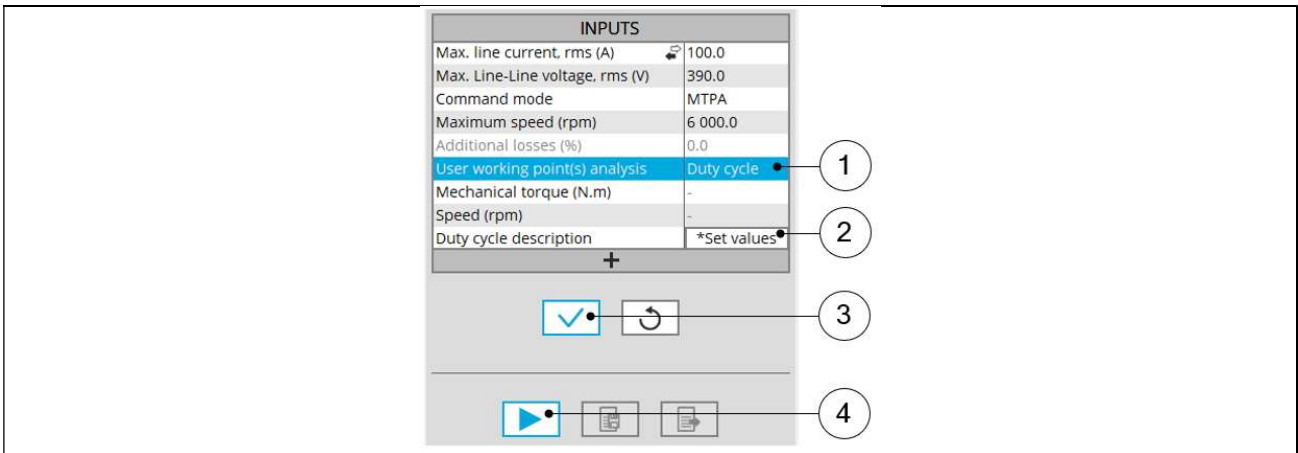 INPUTS
Max. line current, rms (A) 100.0
Max. Line-Line voltage, rms (V) 390.0
Command mode MTPA
Maximum speed (rpm) 6 000.0
Additional losses (%) 0.0
User working point(s) analysis Duty cycle 1
Mechanical torque (N.m) -
Speed (rpm) -
Duty cycle description *Set values* 2
+
3
4